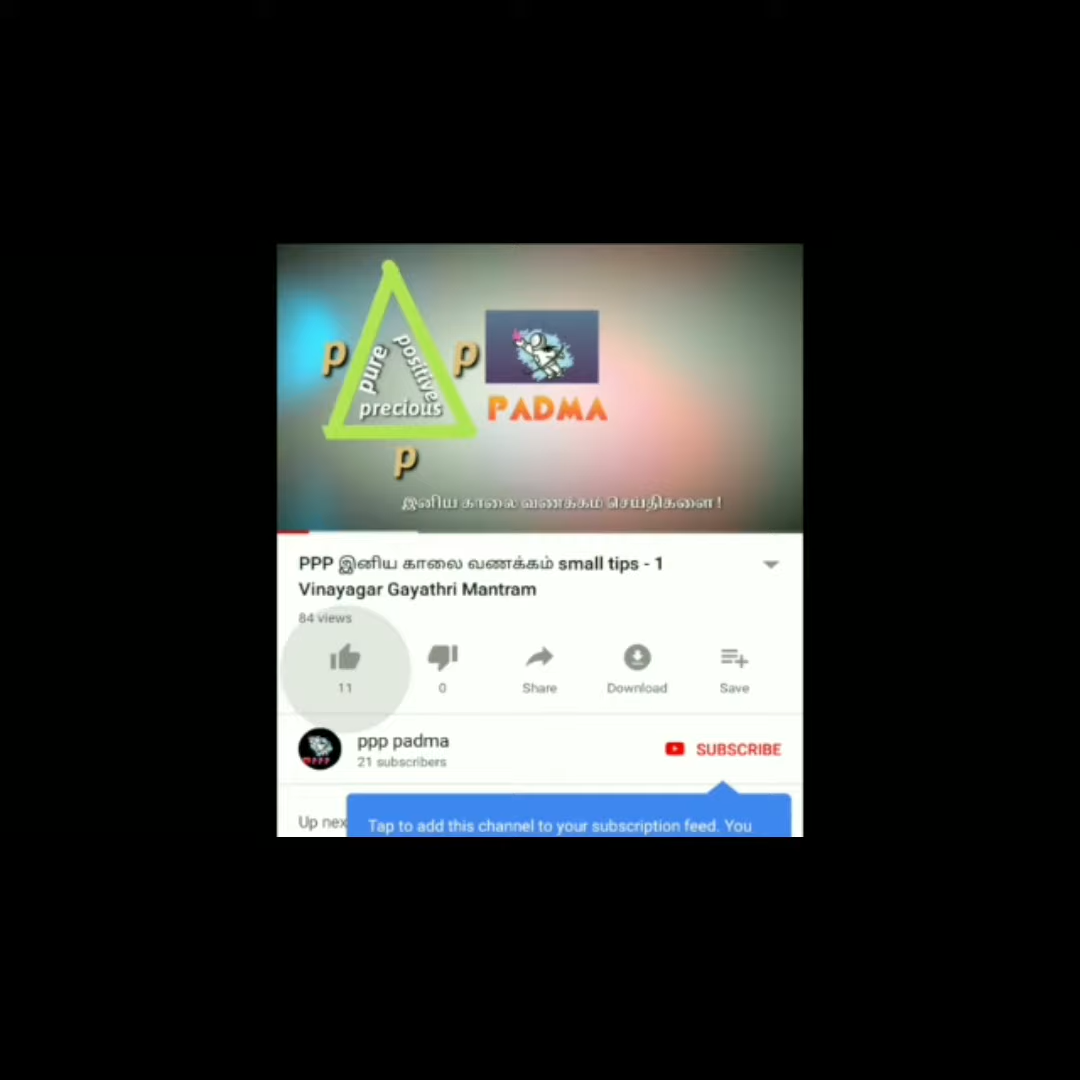 p
p
pure
positive
precious
p
PADMA
இனிய காலை வணக்கம் செய்திகளை !
PPP இனிய காலை வணக்கம் small tips - 1
Vinayagar Gayathri Mantram
84 views
11
0
Share
Download
Save
PPP
ppp padma
21 subscribers
SUBSCRIBE
Up nex
Tap to add this channel to your subscription feed. You